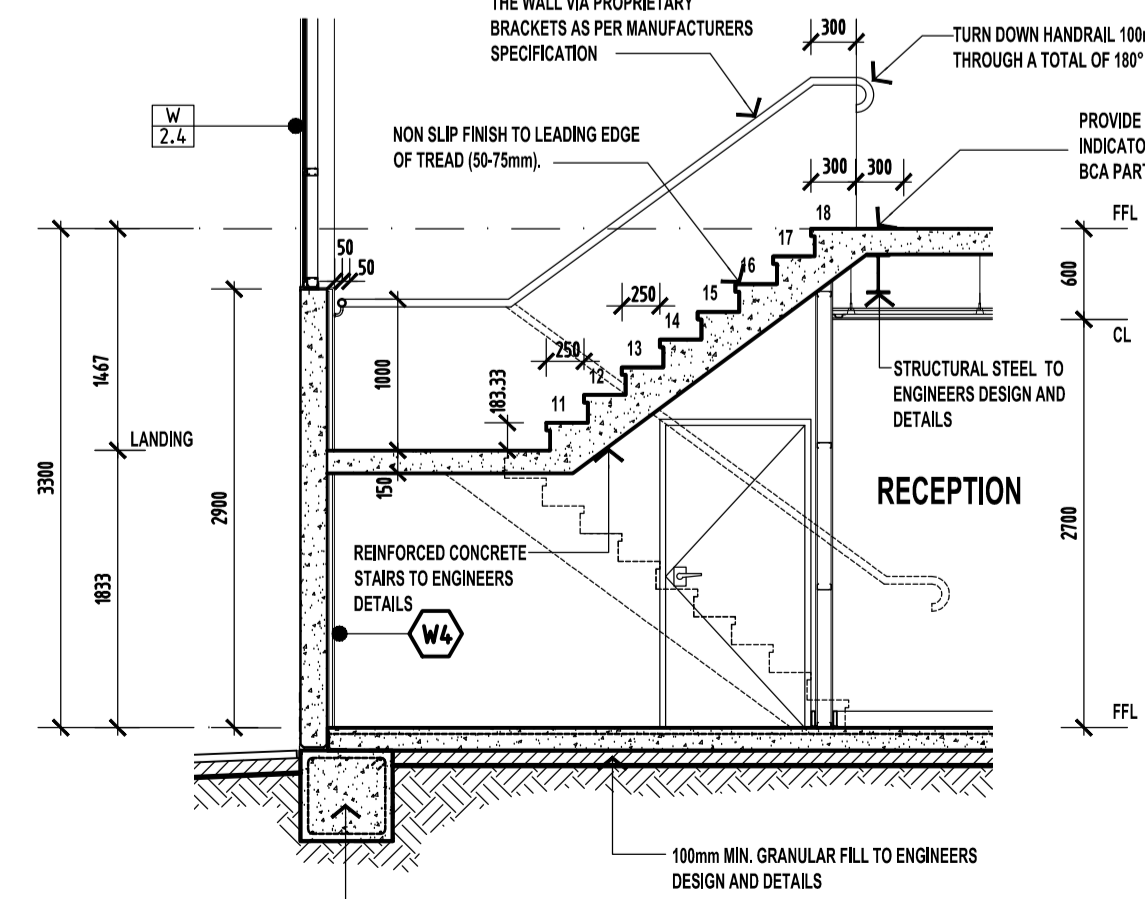 THE WALL VIA PROPRIETARY
BRACKETS AS PER MANUFACTURERS
SPECIFICATION
300
TURN DOWN HANDRAIL 100
THROUGH A TOTAL OF 180°
W
2.4
NON SLIP FINISH TO LEADING EDGE
OF TREAD (50-75mm).
PROVIDE
INDICATO
BCA PAR
300
300
FFL
18
17
16
15
14
13
12
11
50
50
250
250
600
CL
1467
1000
183.33
STRUCTURAL STEEL TO
ENGINEERS DESIGN AND
DETAILS
LANDING
3300
2900
150
RECEPTION
2700
1833
REINFORCED CONCRETE
STAIRS TO ENGINEERS
DETAILS
W4
FFL
100mm MIN. GRANULAR FILL TO ENGINEERS
DESIGN AND DETAILS